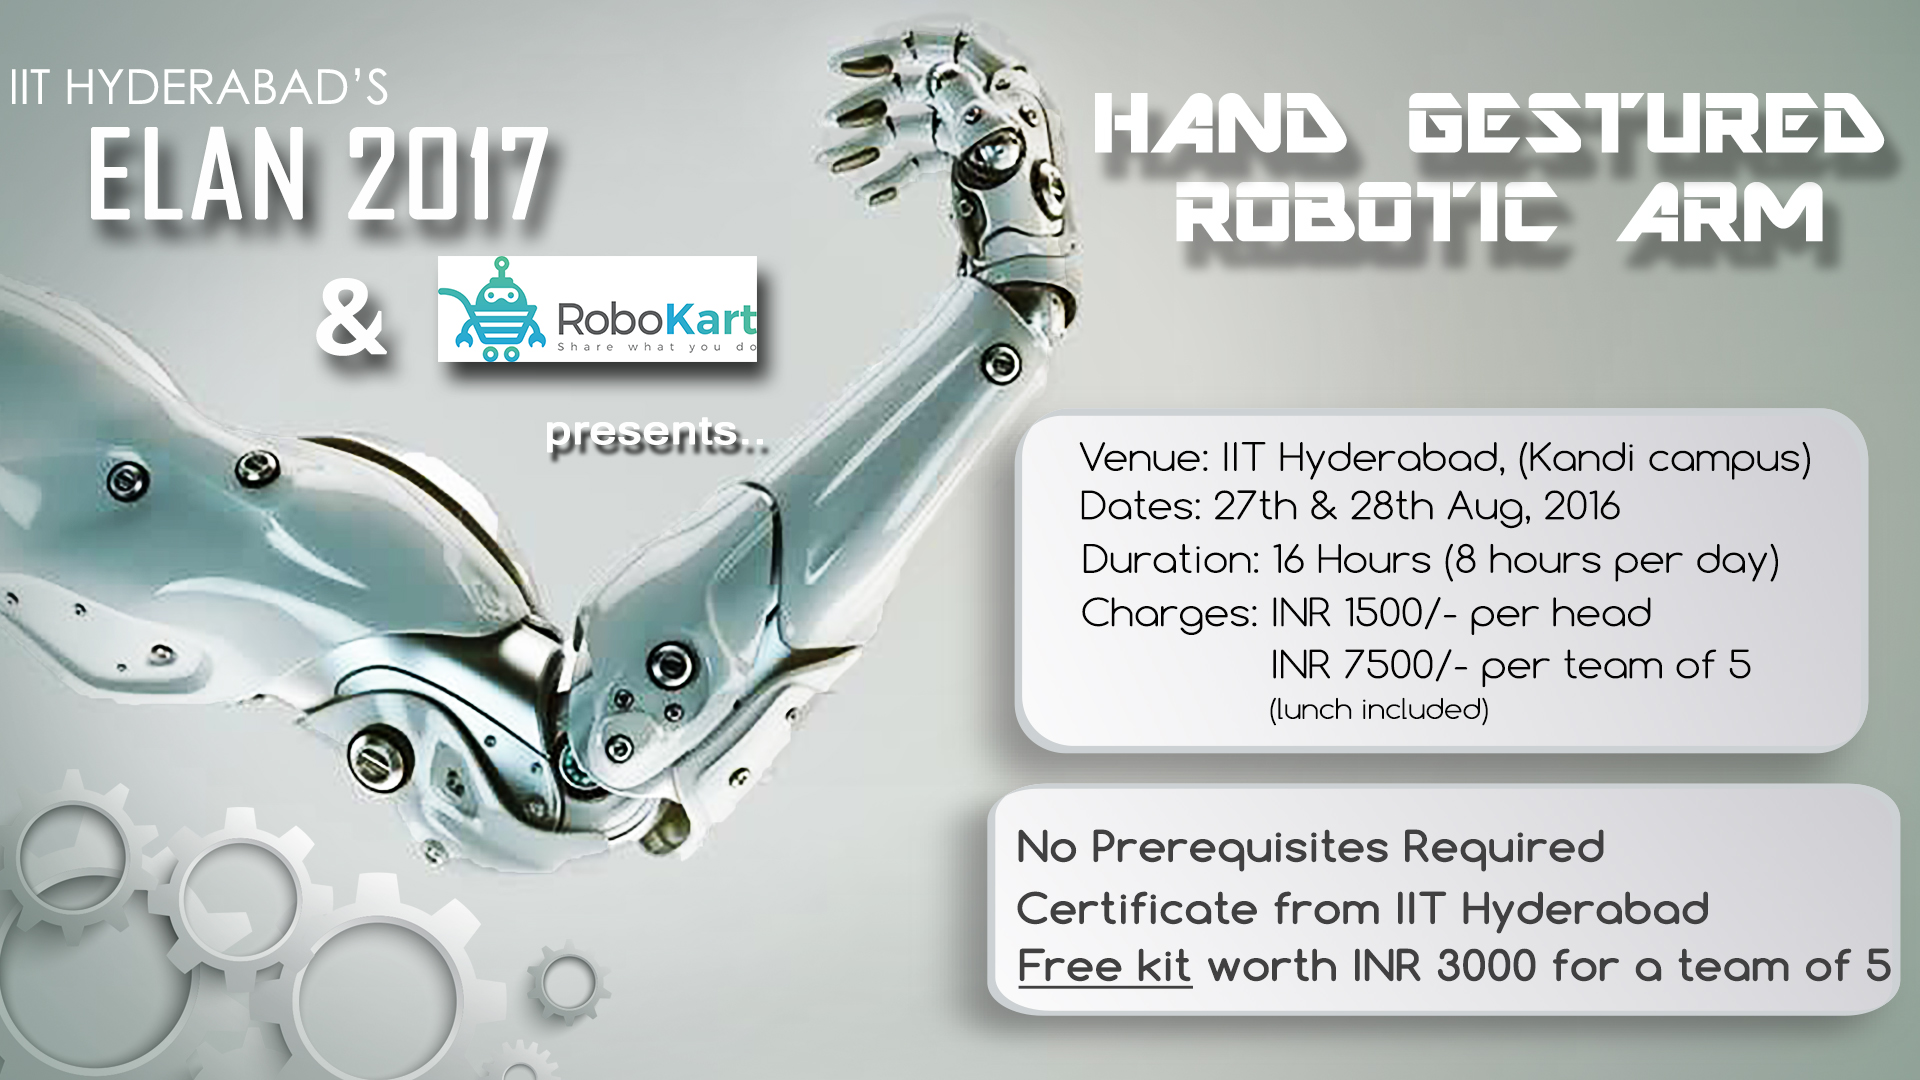 IIT HYDERABAD'S
ELAN 2017
&
RoboKart
Share what you do
presents..
HAND GESTURED
ROBOTIC ARM
Venue: IIT Hyderabad, (Kandi campus)
Dates: 27th & 28th Aug, 2016
Duration: 16 Hours (8 hours per day)
Charges: INR 1500/- per head
INR 7500/- per team of 5
(lunch included)
No Prerequisites Required
Certificate from IIT Hyderabad
Free kit worth INR 3000 for a team of 5